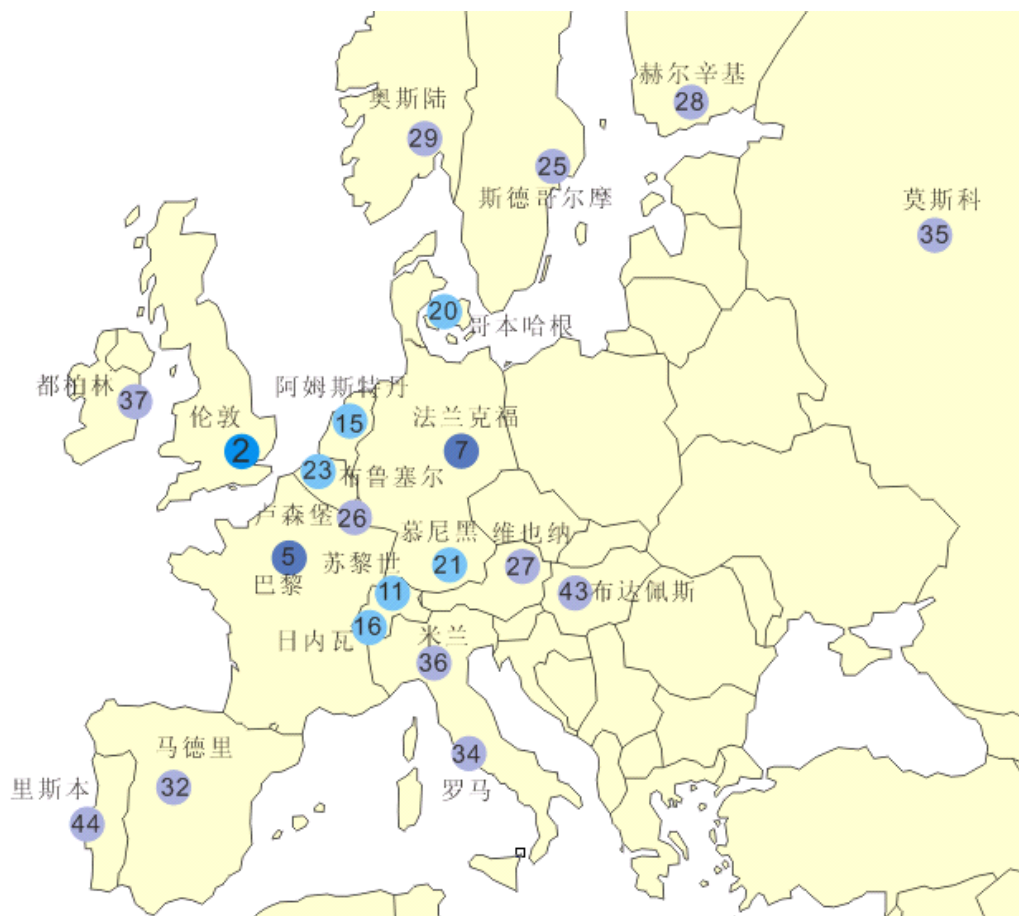 赫尔辛基
28
奥斯陆
29
25
斯德哥尔摩
莫斯科
35
20
哥本哈根
都柏林
37
阿姆斯特丹
15
伦敦
2
法兰克福
7
23
布鲁塞尔
卢森堡
26
慕尼黑
21
维也纳
27
5
巴黎
苏黎世
11
43
布达佩斯
日内瓦
16
米兰
36
马德里
32
34
罗马
里斯本
44